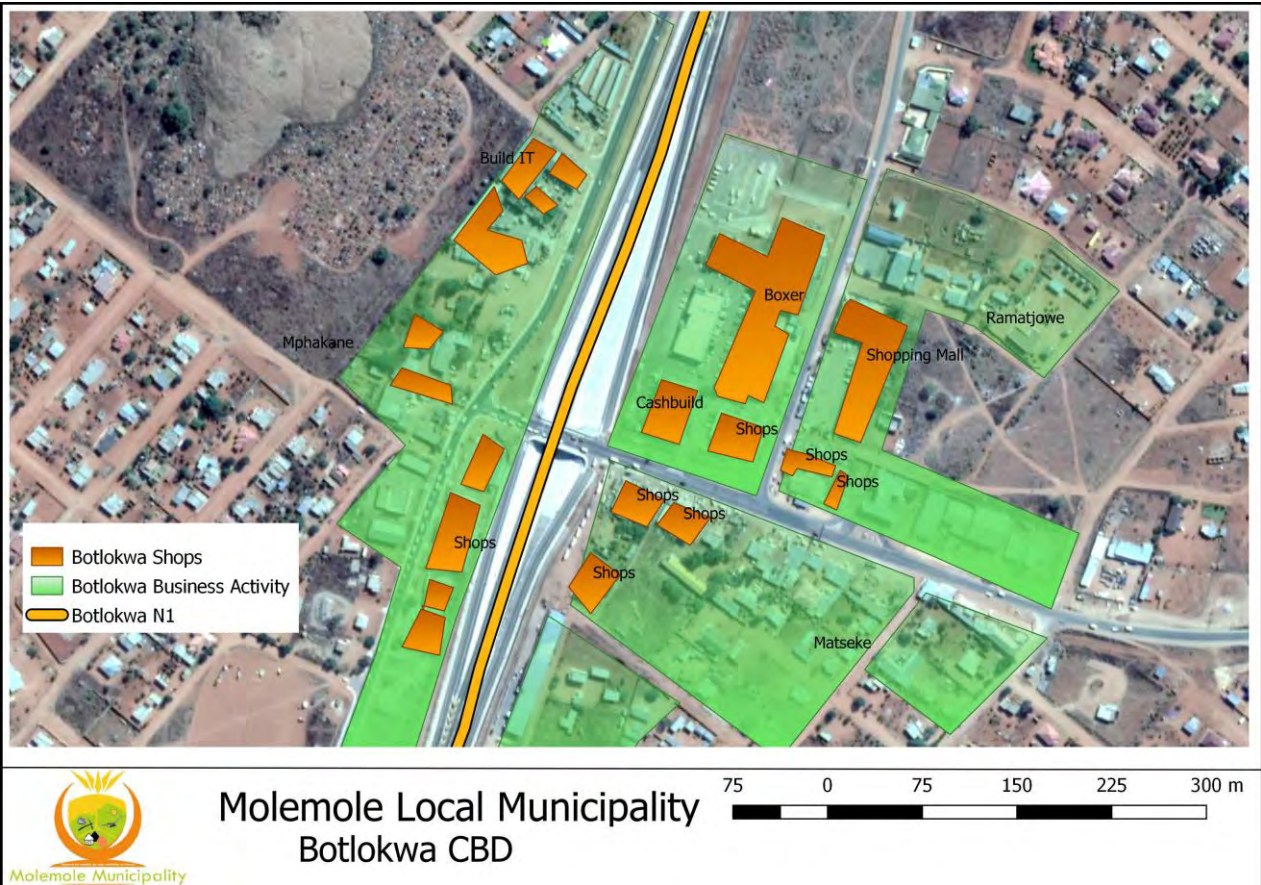 Build IT
Mphakane
Boxer
Ramatjowe
Shopping Mall
Cashbuild
Shops
Shops
Shops
Shops
Shops
Shops
Shops
Matseke
Botlokwa Shops
Botlokwa Business Activity
Botlokwa N1
Molemole Municipality
Molemole Local Municipality
Botlokwa CBD
75 0 75 150 225 300 m